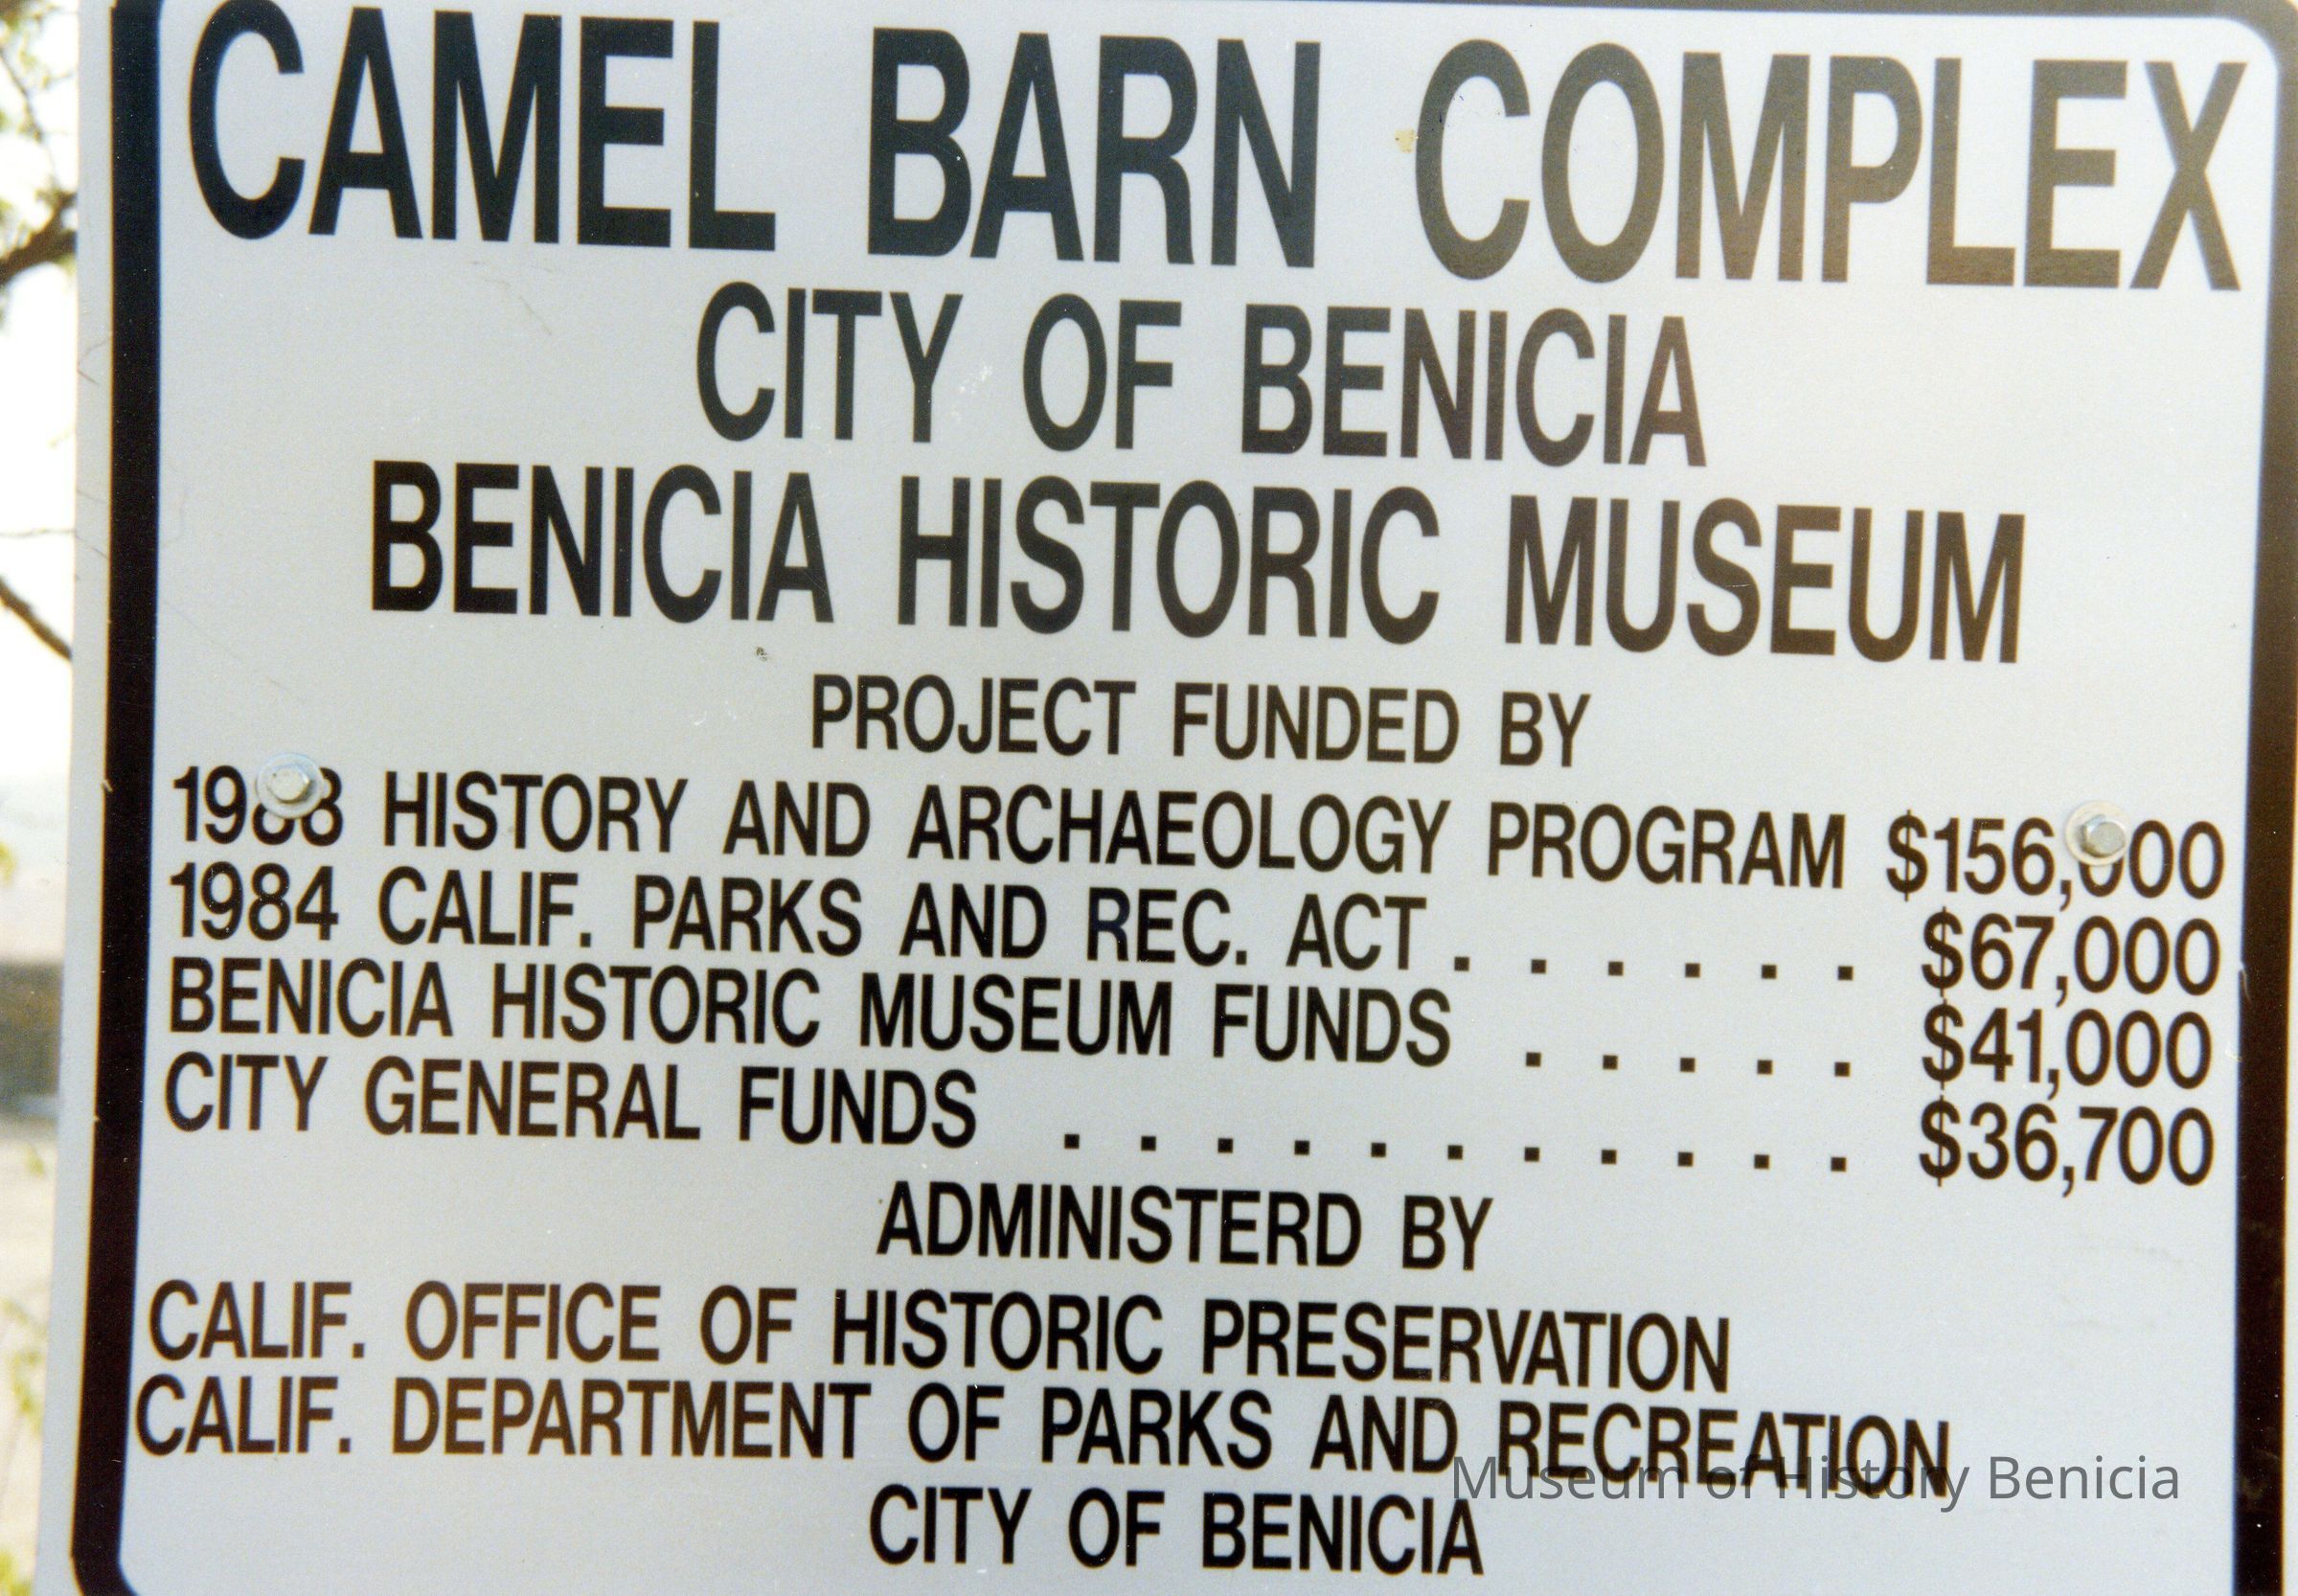 CAMEL BARN COMPLEX
CITY OF BENICIA
BENICIA HISTORIC MUSEUM
PROJECT FUNDED BY
1988 HISTORY AND ARCHAEOLOGY PROGRAM $156,000
1984 CALIF. PARKS AND REC. ACT . . . . . . $67,000
BENICIA HISTORIC MUSEUM FUNDS . . . . . $41,000
CITY GENERAL FUNDS . . . . . . . . . . . $36,700
ADMINISTERD BY
CALIF. OFFICE OF HISTORIC PRESERVATION
CALIF. DEPARTMENT OF PARKS AND RECREATION
Museum of History Benicia
CITY OF BENICIA